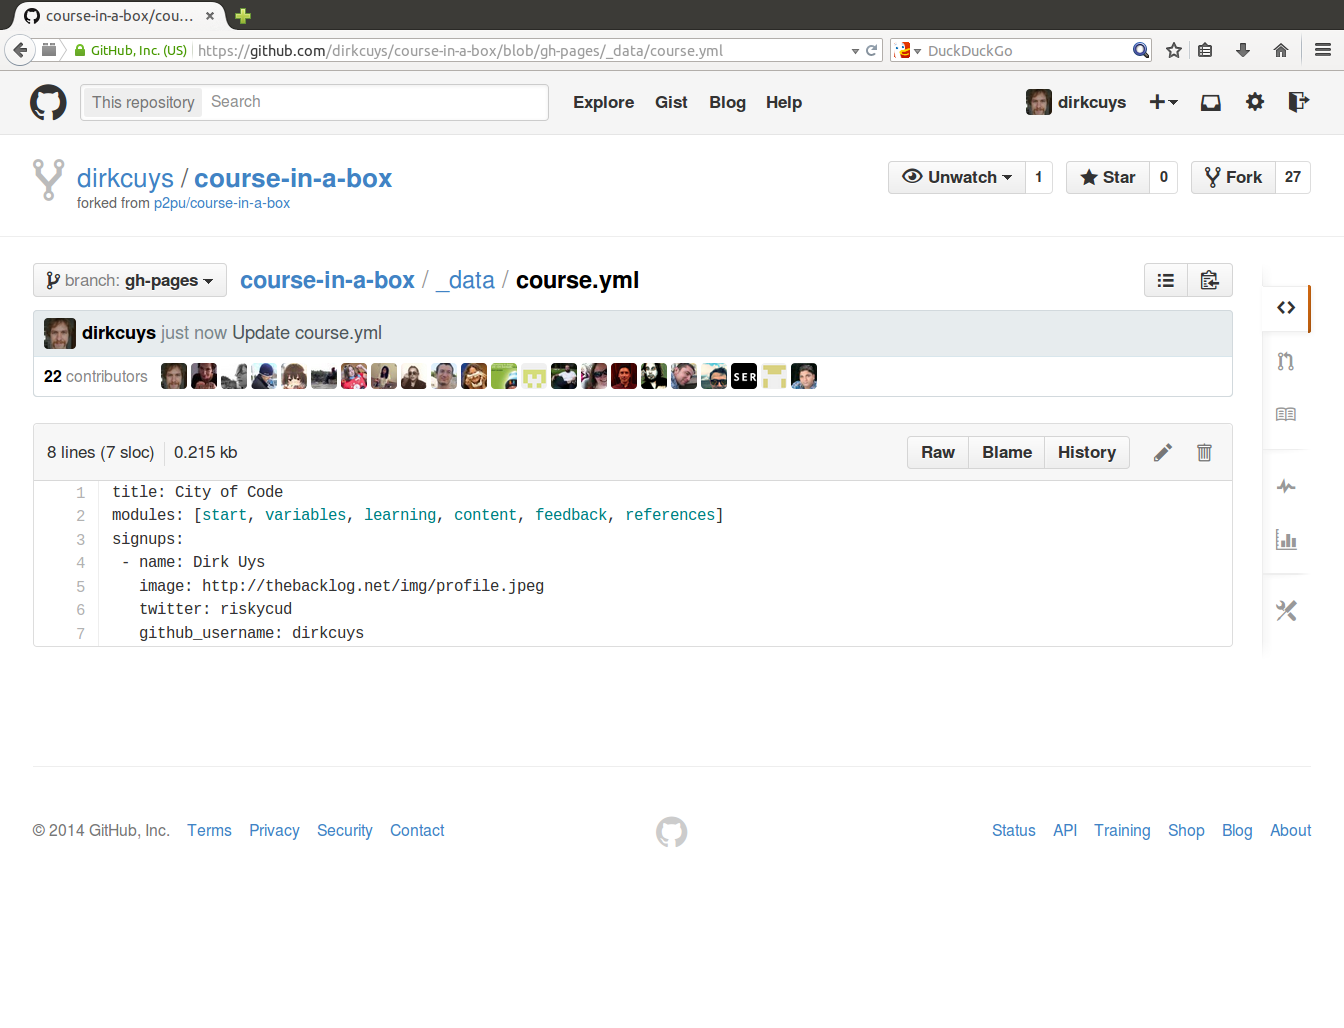 course-in-a-box/cou...
GitHub, Inc. (US) https://github.com/dirkcuys/course-in-a-box/blob/gh-pages/_data/course.yml DuckDuckGo
This repository Search Explore Gist Blog Help dirkcuys
dirkcuys / course-in-a-box
forked from p2pu/course-in-a-box
Unwatch 1 Star 0 Fork 27
branch: gh-pages course-in-a-box / _data / course.yml
dirkcuys just now Update course.yml
22 contributors SER
8 lines (7 sloc) 0.215 kb Raw Blame History
1 title: City of Code
2 modules: [start, variables, learning, content, feedback, references]
3 signups:
4 - name: Dirk Uys
5 image: http://thebacklog.net/img/profile.jpeg
6 twitter: riskycud
7 github_username: dirkcuys
© 2014 GitHub, Inc. Terms Privacy Security Contact Status API Training Shop Blog About